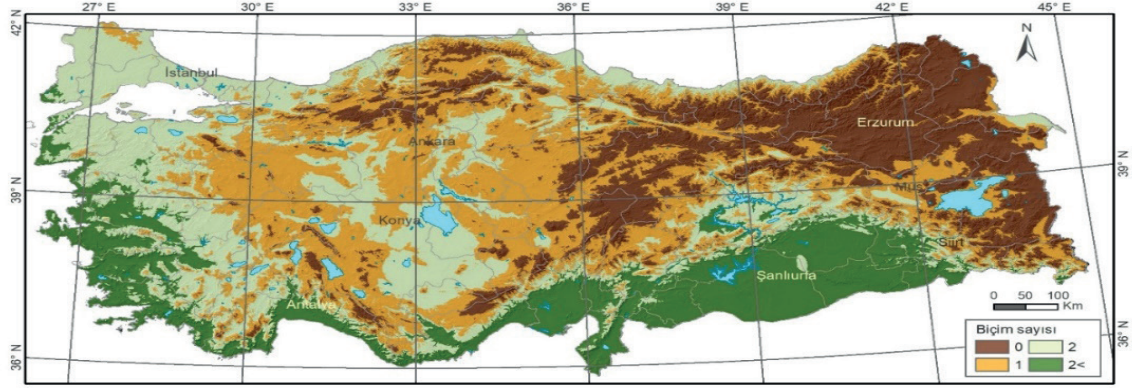 27° E 30° E 33° E 36° E 39° E 42° E 45° E
42° N
N
İstanbul
Erzurum
Ankara
39° N 39° N
Muş
Konya
Siirt
Şanlıurfa
Antalya
0 50 100
Km
Biçim sayısı
0 2
1 2<
36° N 36° N